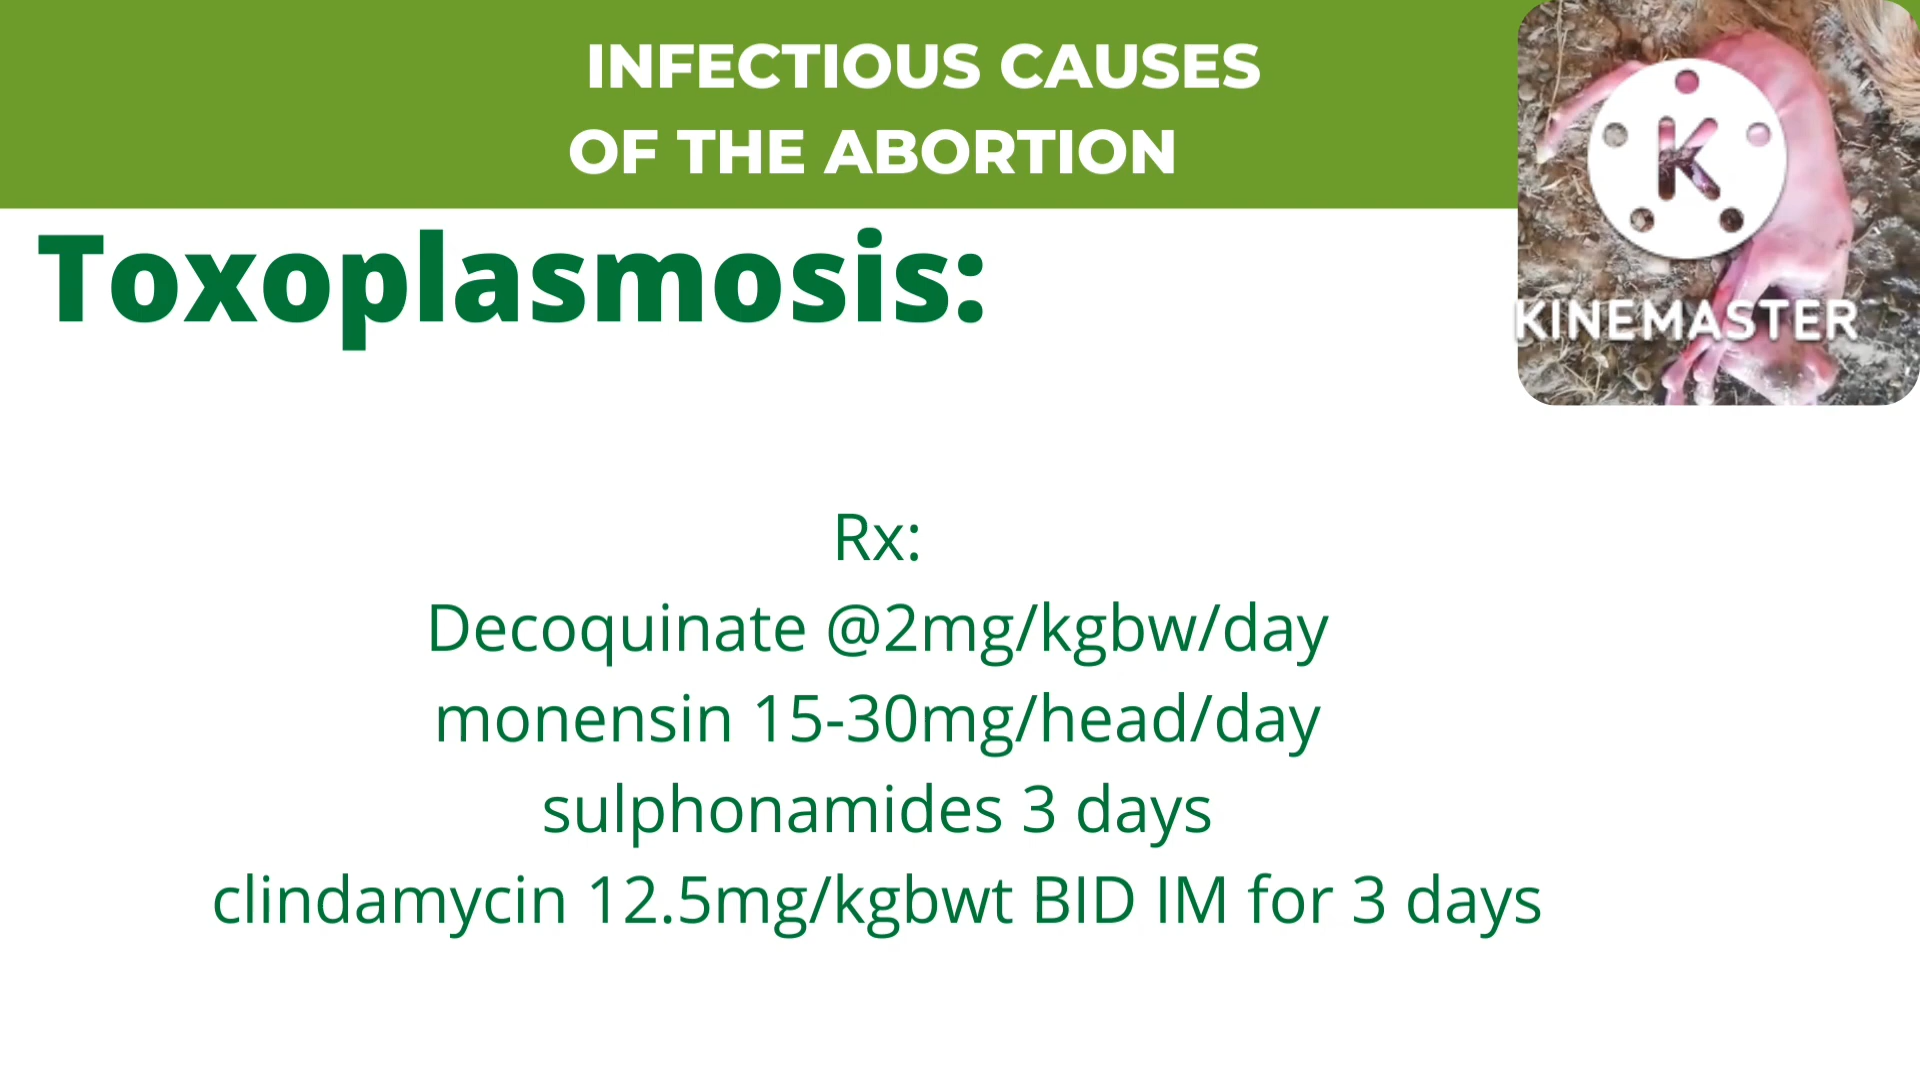 INFECTIOUS CAUSES
OF THE ABORTION
K
KINEMASTER
Toxoplasmosis:
Rx:
Decoquinate @2mg/kgbw/day
monensin 15-30mg/head/day
sulphonamides 3 days
clindamycin 12.5mg/kgbwt BID IM for 3 days